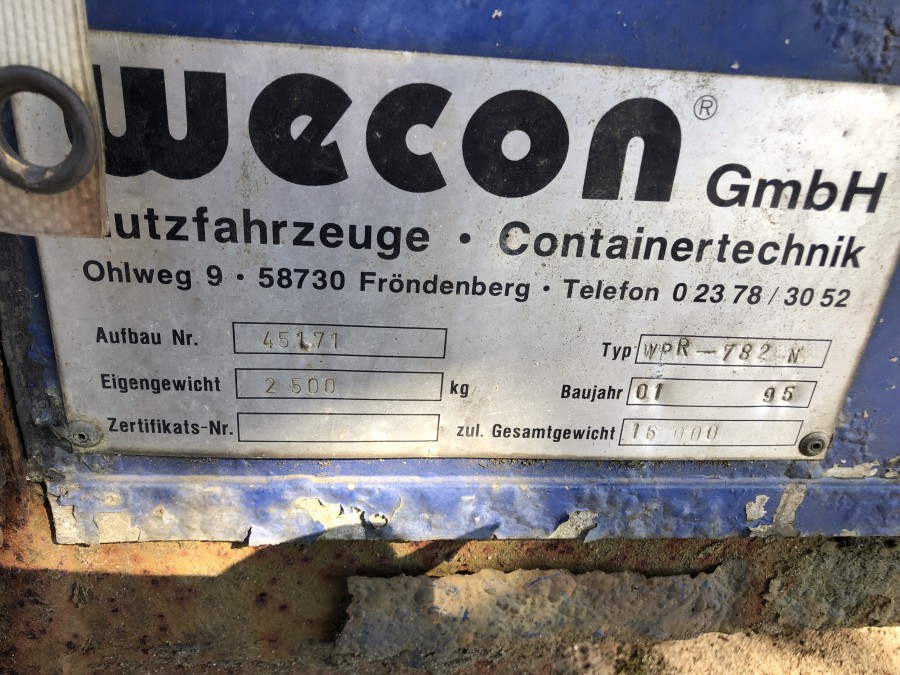 wecon® GmbH
utzfahrzeuge · Containertechnik
Ohlweg 9 · 58730 Fröndenberg · Telefon 0 23 78 / 30 52
Aufbau Nr. 45171 Typ WPR-782 N
Eigengewicht 2 500 kg Baujahr 01 95
Zertifikats-Nr. zul. Gesamtgewicht 16 000